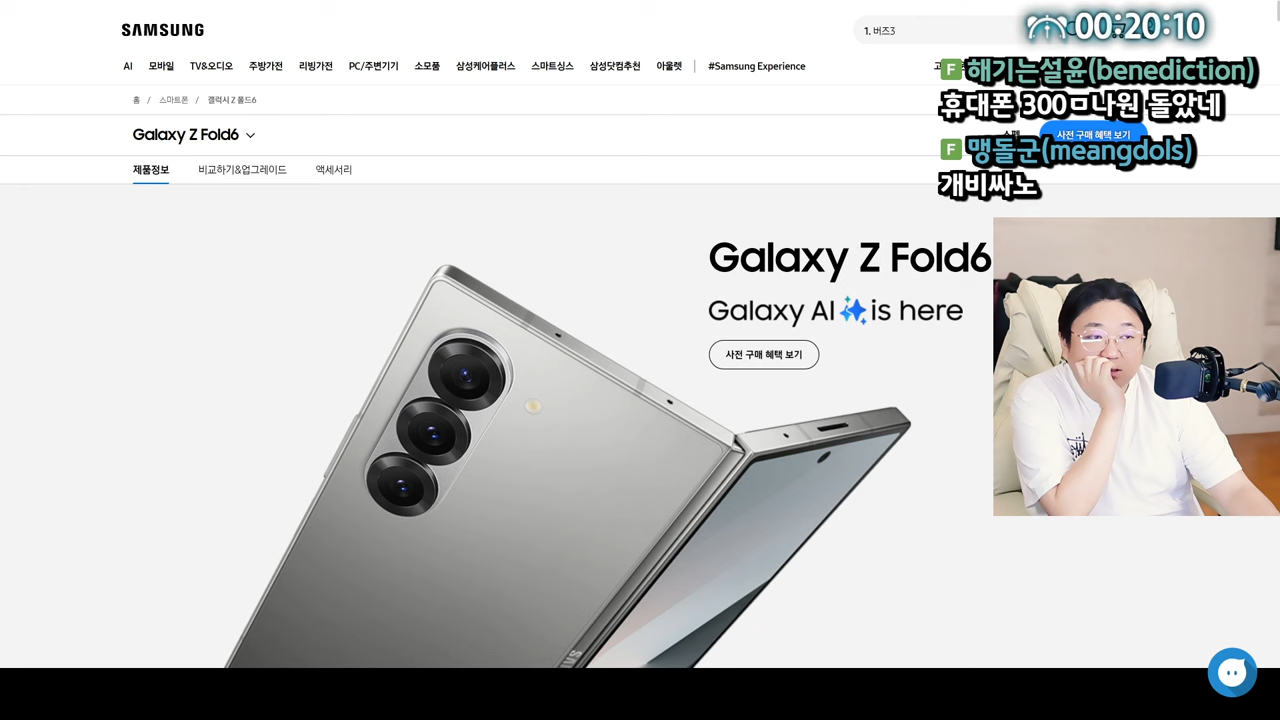 SAMSUNG
1. 버즈3
00:20:10
AI 모바일 TV&오디오 주방가전 리빙가전 PC/주변기기 소모품 삼성케어플러스 스마트싱스 삼성닷컴추천 아울렛 #Samsung Experience
F 해기는설윤(benediction)
휴대폰 300ㅁ나원 돌았네
홈 / 스마트폰 / 갤럭시 Z 폴드6
Galaxy Z Fold6
스펙
사전 구매 혜택 보기
F 맹돌군(meangdols)
개비싸노
제품정보 비교하기&업그레이드 액세서리
Galaxy Z Fold6
Galaxy AI is here
사전 구매 혜택 보기